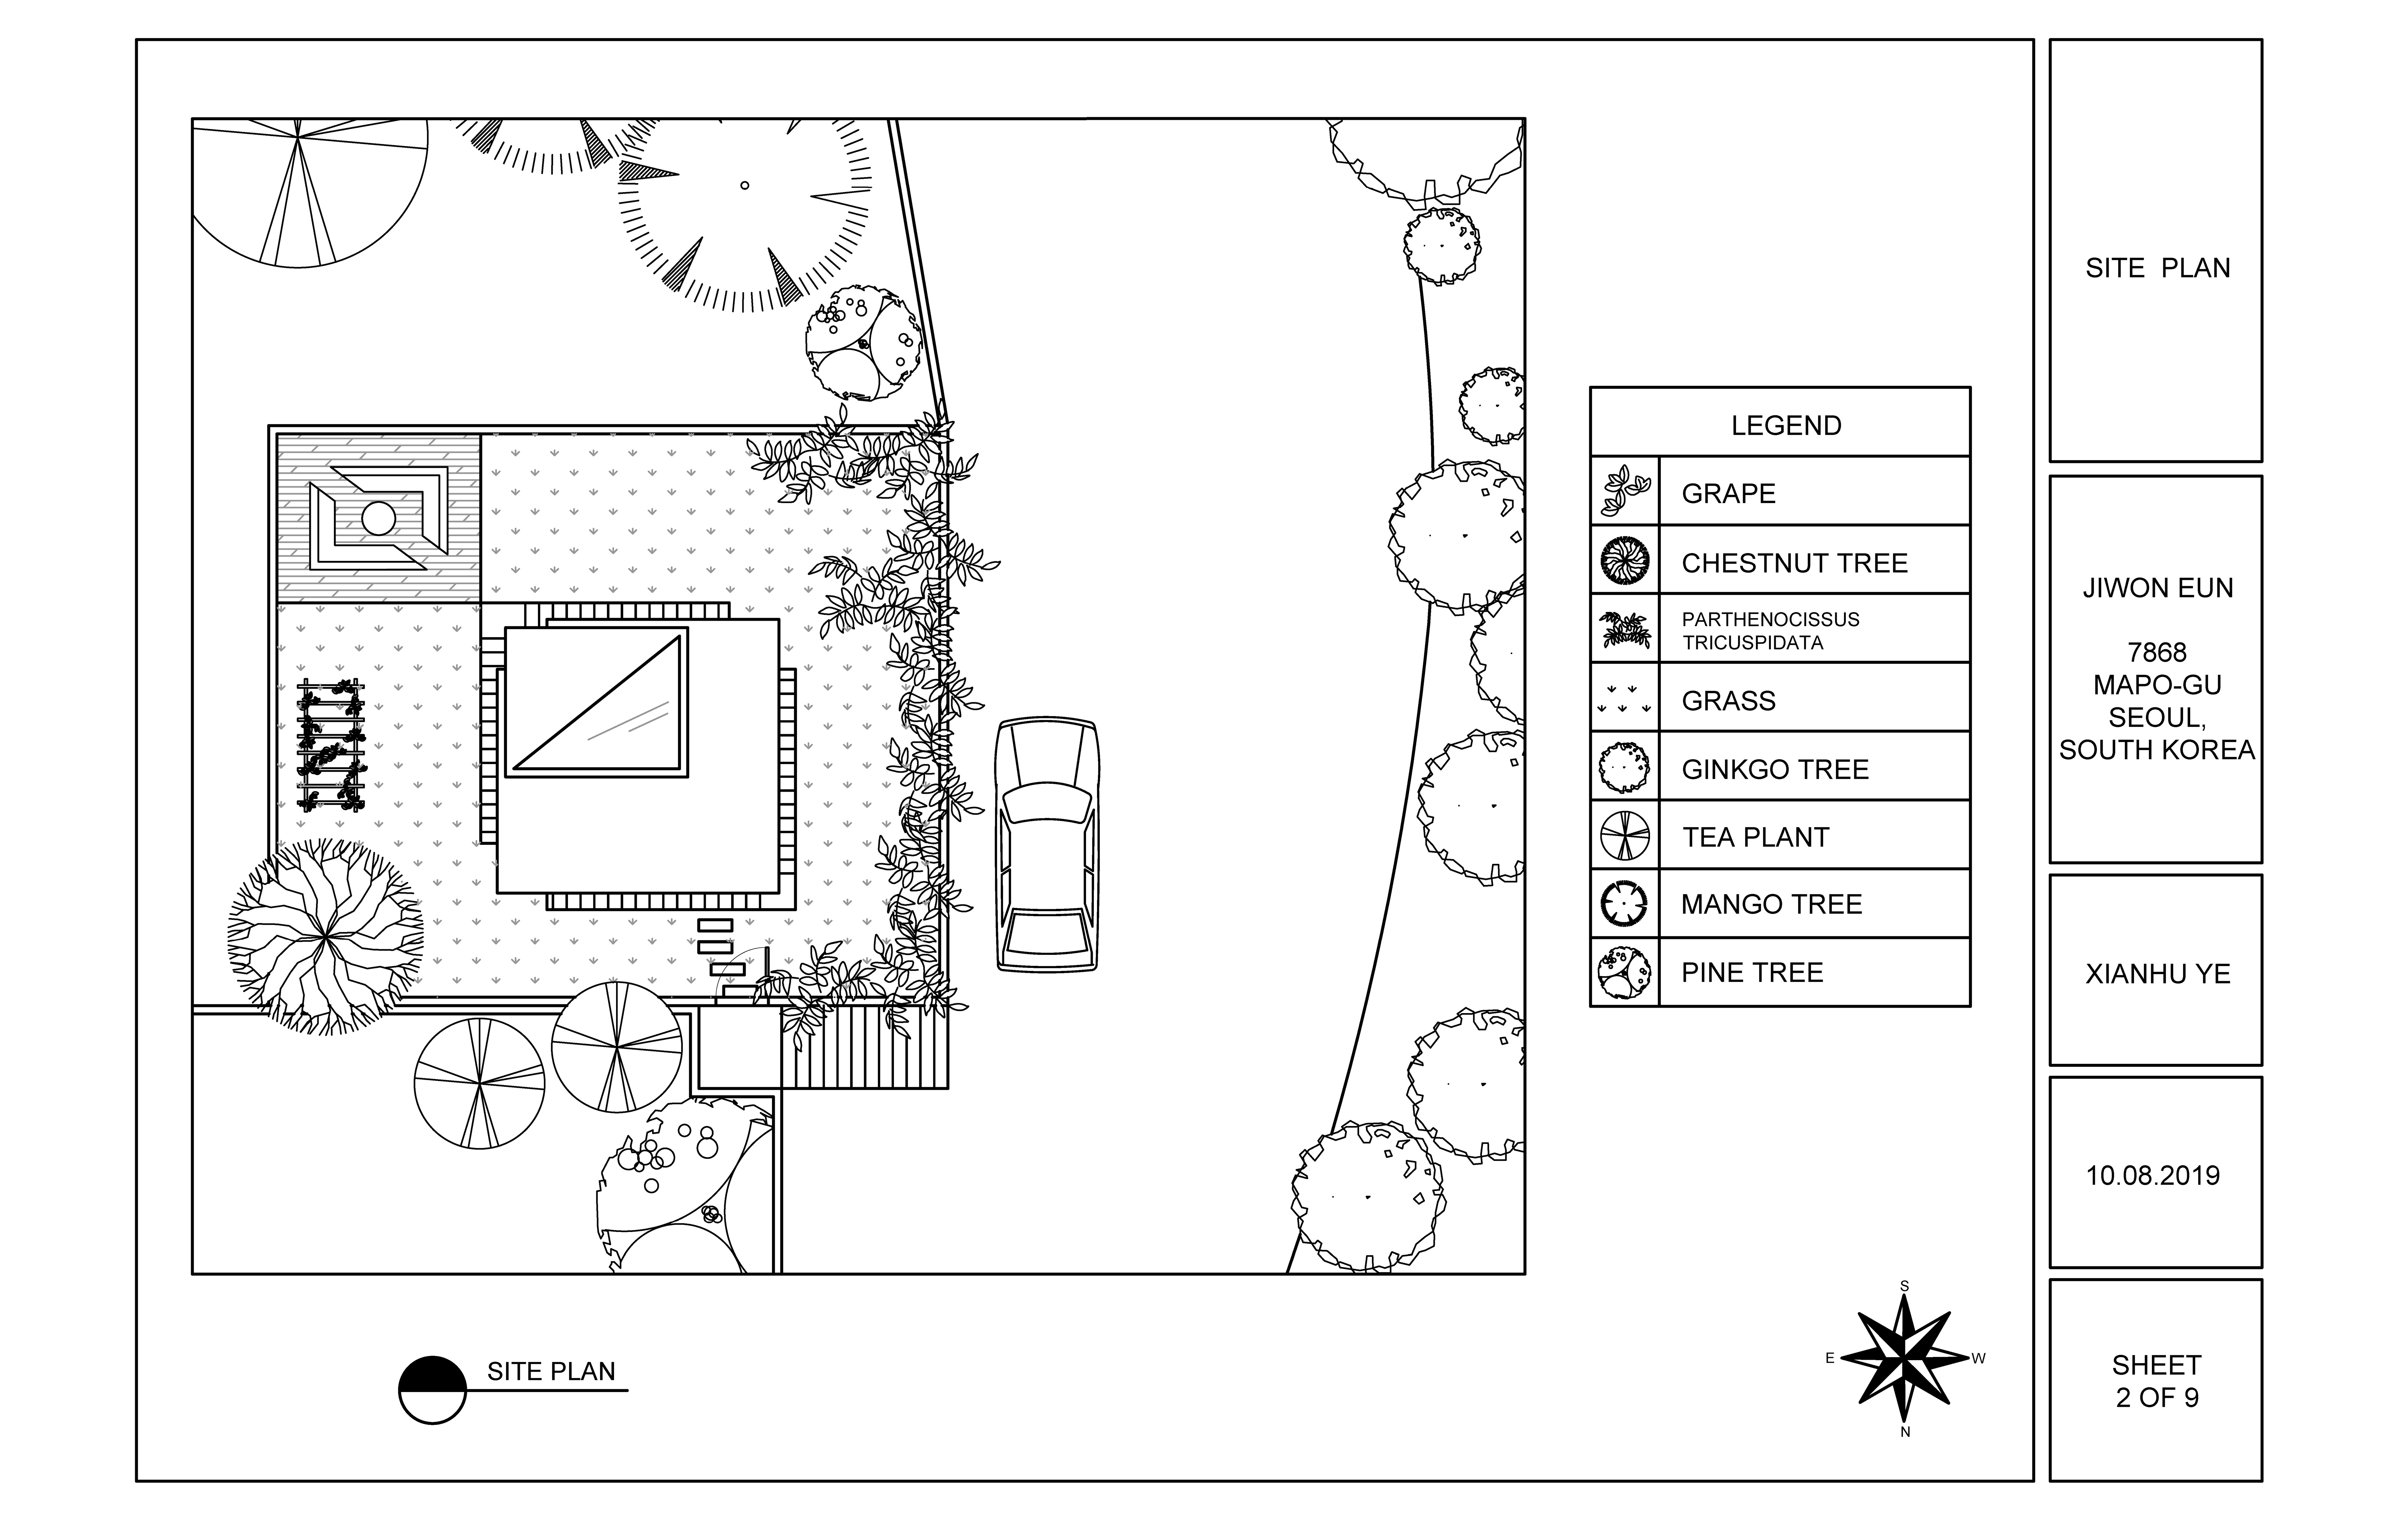 LEGEND
GRAPE
CHESTNUT TREE
PARTHENOCISSUS
TRICUSPIDATA
GRASS
GINKGO TREE
TEA PLANT
MANGO TREE
PINE TREE
SITE PLAN
S
E W
N
SITE PLAN
JIWON EUN
7868
MAPO-GU
SEOUL,
SOUTH KOREA
XIANHU YE
10.08.2019
SHEET
2 OF 9